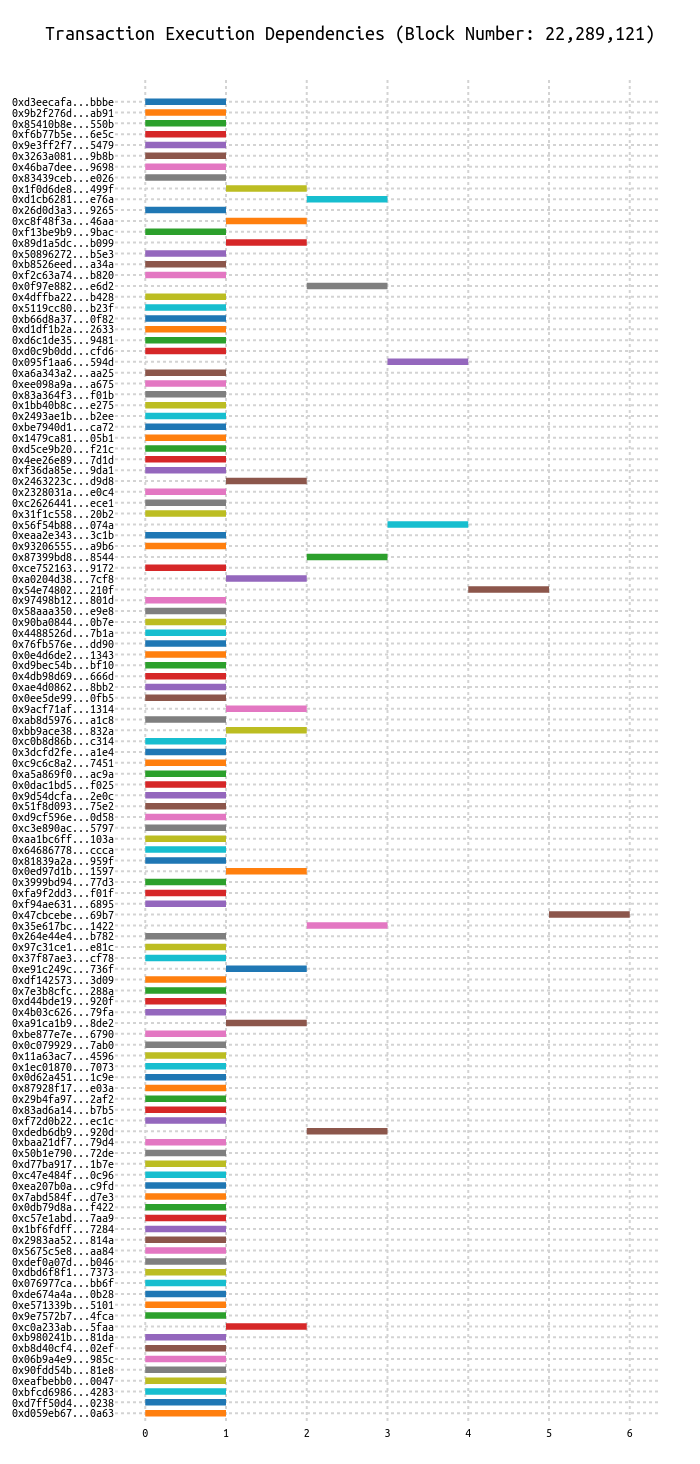 Transaction Execution Dependencies (Block Number: 22,289,121)
0xd3eecafa...bbbe
0x9b2f276d...ab91
0x85410b8e...550b
0xf6b77b5e...6e5c
0x9e3ff2f7...5479
0x3263a081...9b8b
0x46ba7dee...9698
0x83439ceb...e026
0x1f0d6de8...499f
0xd1cb6281...e76a
0x26d0d3a3...9265
0xc8f48f3a...46aa
0xf13be9b9...9bac
0x89d1a5dc...b099
0x50896272...b5e3
0xb8526eed...a34a
0xf2c63a74...b820
0x0f97e882...e6d2
0x4dffba22...b428
0x5119cc80...b23f
0xb66d8a37...0f82
0xd1df1b2a...2633
0xd6c1de35...9481
0xd0c9b0dd...cfd6
0x095f1aa6...594d
0xa6a343a2...aa25
0xee098a9a...a675
0x83a364f3...f01b
0x1bb40b8c...e275
0x2493ae1b...b2ee
0xbe7940d1...ca72
0x1479ca81...05b1
0xd5ce9b20...f21c
0x4ee26e89...7d1d
0xf36da85e...9da1
0x2463223c...d9d8
0x2328031a...e0c4
0xc2626441...ece1
0x31f1c558...20b2
0x56f54b88...074a
0xeaa2e343...3c1b
0x93206555...a9b6
0x87399bd8...8544
0xce752163...9172
0xa0204d38...7cf8
0x54e74802...210f
0x97498b12...801d
0x58aaa350...e9e8
0x90ba0844...0b7e
0x4488526d...7b1a
0x76fb576e...dd90
0x0e4d6de2...1343
0xd9bec54b...bf10
0x4db98d69...666d
0xae4d0862...8bb2
0x0ee5de99...0fb5
0x9acf71af...1314
0xab8d5976...a1c8
0xbb9ace38...832a
0xc0b8d86b...c314
0x3dcfd2fe...a1e4
0xc9c6c8a2...7451
0xa5a869f0...ac9a
0x0dac1bd5...f025
0x9d54dcfa...2e0c
0x51f8d093...75e2
0xd9cf596e...0d58
0xc3e890ac...5797
0xaa1bc6ff...103a
0x64686778...ccca
0x81839a2a...959f
0x0ed97d1b...1597
0x3999bd94...77d3
0xfa9f2dd3...f01f
0xf94ae631...6895
0x47cbcebe...69b7
0x35e617bc...1422
0x264e44e4...b782
0x97c31ce1...e81c
0x37f87ae3...cf78
0xe91c249c...736f
0xdf142573...3d09
0x7e3b8cfc...288a
0xd44bde19...920f
0x4b03c626...79fa
0xa91ca1b9...8de2
0xbe877e7e...6790
0x0c079929...7ab0
0x11a63ac7...4596
0x1ec01870...7073
0x0d62a451...1c9e
0x87928f17...e03a
0x29b4fa97...2af2
0x83ad6a14...b7b5
0xf72d0b22...ec1c
0xdedb6db9...920d
0xbaa21df7...79d4
0x50b1e790...72de
0xd77ba917...1b7e
0xc47e484f...0c96
0xea207b0a...c9fd
0x7abd584f...d7e3
0x0db79d8a...f422
0xc57e1abd...7aa9
0x1bf6fdff...7284
0x2983aa52...814a
0x5675c5e8...aa84
0xdef0a07d...b046
0xdbd6f8f1...7373
0x076977ca...bb6f
0xde674a4a...0b28
0xe571339b...5101
0x9e7572b7...4fca
0xc0a233ab...5faa
0xb980241b...81da
0xb8d40cf4...02ef
0x06b9a4e9...985c
0x90fdd54b...81e8
0xeafbebb0...0047
0xbfcd6986...4283
0xd7ff50d4...0238
0xd059eb67...0a63
0 1 2 3 4 5 6